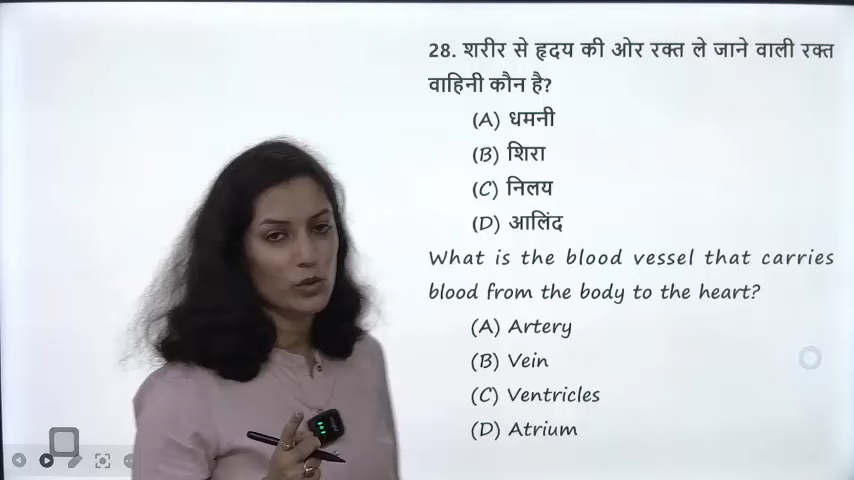 28. शरीर से हृदय की ओर रक्त ले जाने वाली रक्त
वाहिनी कौन है?
(A) धमनी
(B) शिरा
(C) निलय
(D) आलिंद
What is the blood vessel that carries
blood from the body to the heart?
(A) Artery
(B) Vein
(C) Ventricles
(D) Atrium